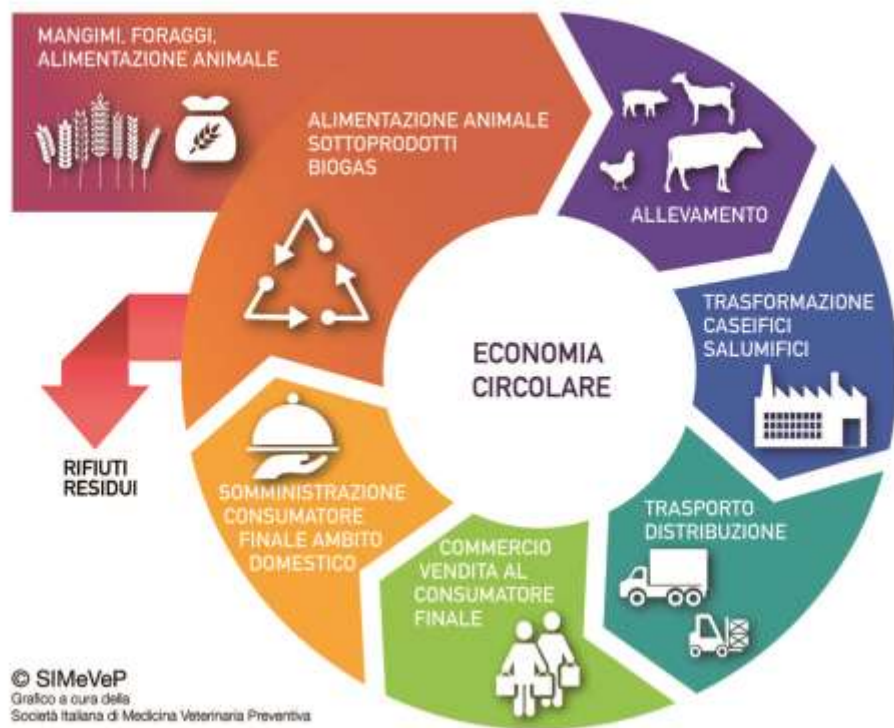 MANGIMI, FORAGGI,
ALIMENTAZIONE ANIMALE
ALIMENTAZIONE ANIMALE
SOTTOPRODOTTI
BIOGAS
ALLEVAMENTO
TRASFORMAZIONE
CASEIFICI
SALUMIFICI
ECONOMIA
CIRCOLARE
TRASPORTO
DISTRIBUZIONE
COMMERCIO
VENDITA AL
CONSUMATORE
FINALE
SOMMINISTRAZIONE
CONSUMATORE
FINALE AMBITO
DOMESTICO
RIFIUTI
RESIDUI
© SIMeVeP
Grafico a cura della
Società Italiana di Medicina Veterinaria Preventiva